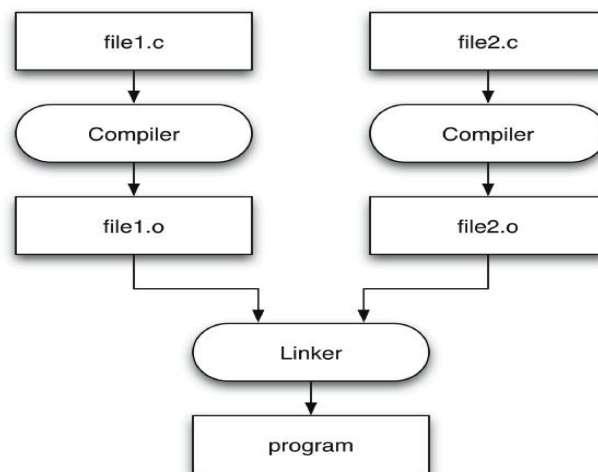 file1.c
file2.c
Compiler
Compiler
file1.o
file2.o
Linker
program